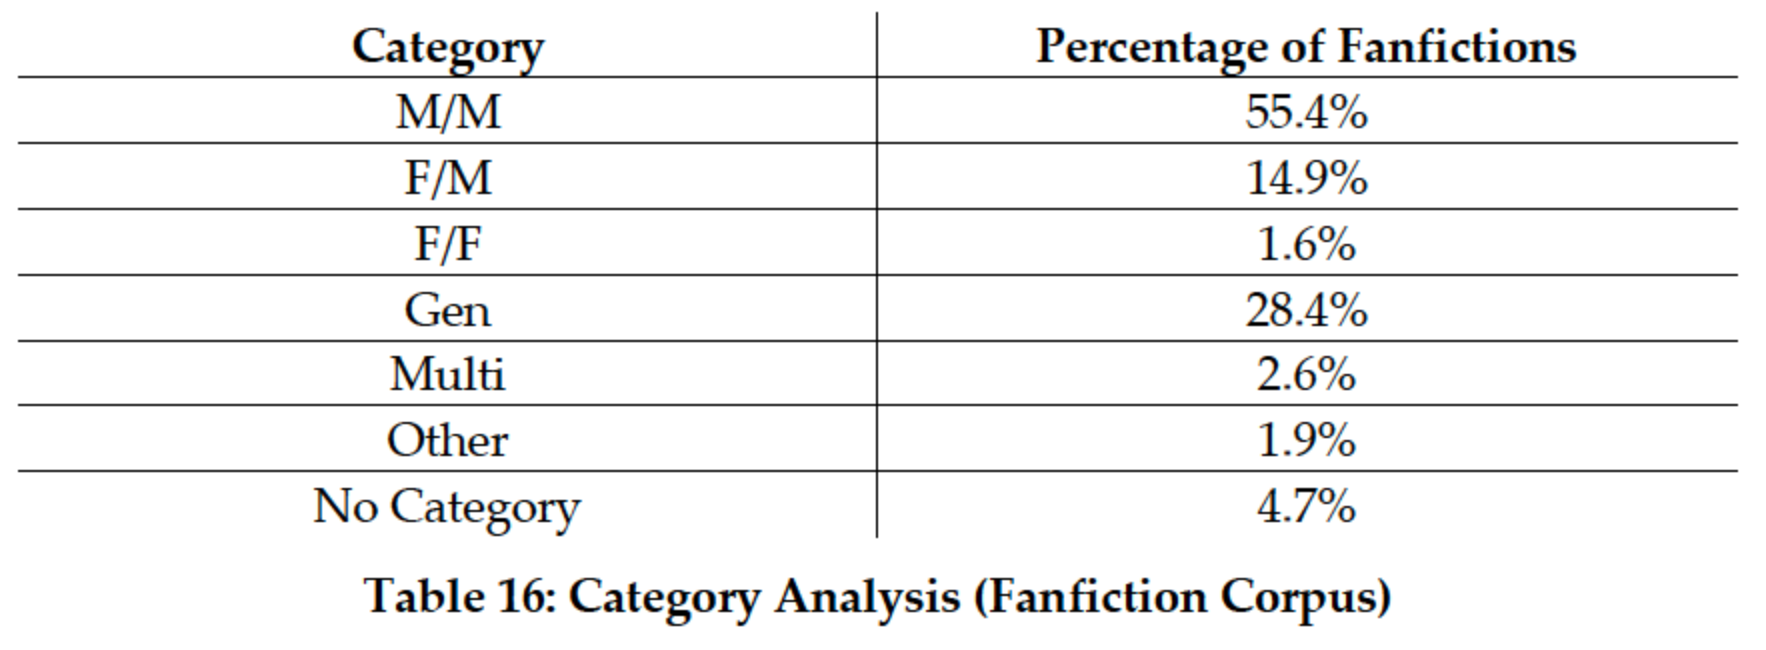 Category Percentage of Fanfictions
M/M 55.4%
F/M 14.9%
F/F 1.6%
Gen 28.4%
Multi 2.6%
Other 1.9%
No Category 4.7%
Table 16: Category Analysis (Fanfiction Corpus)